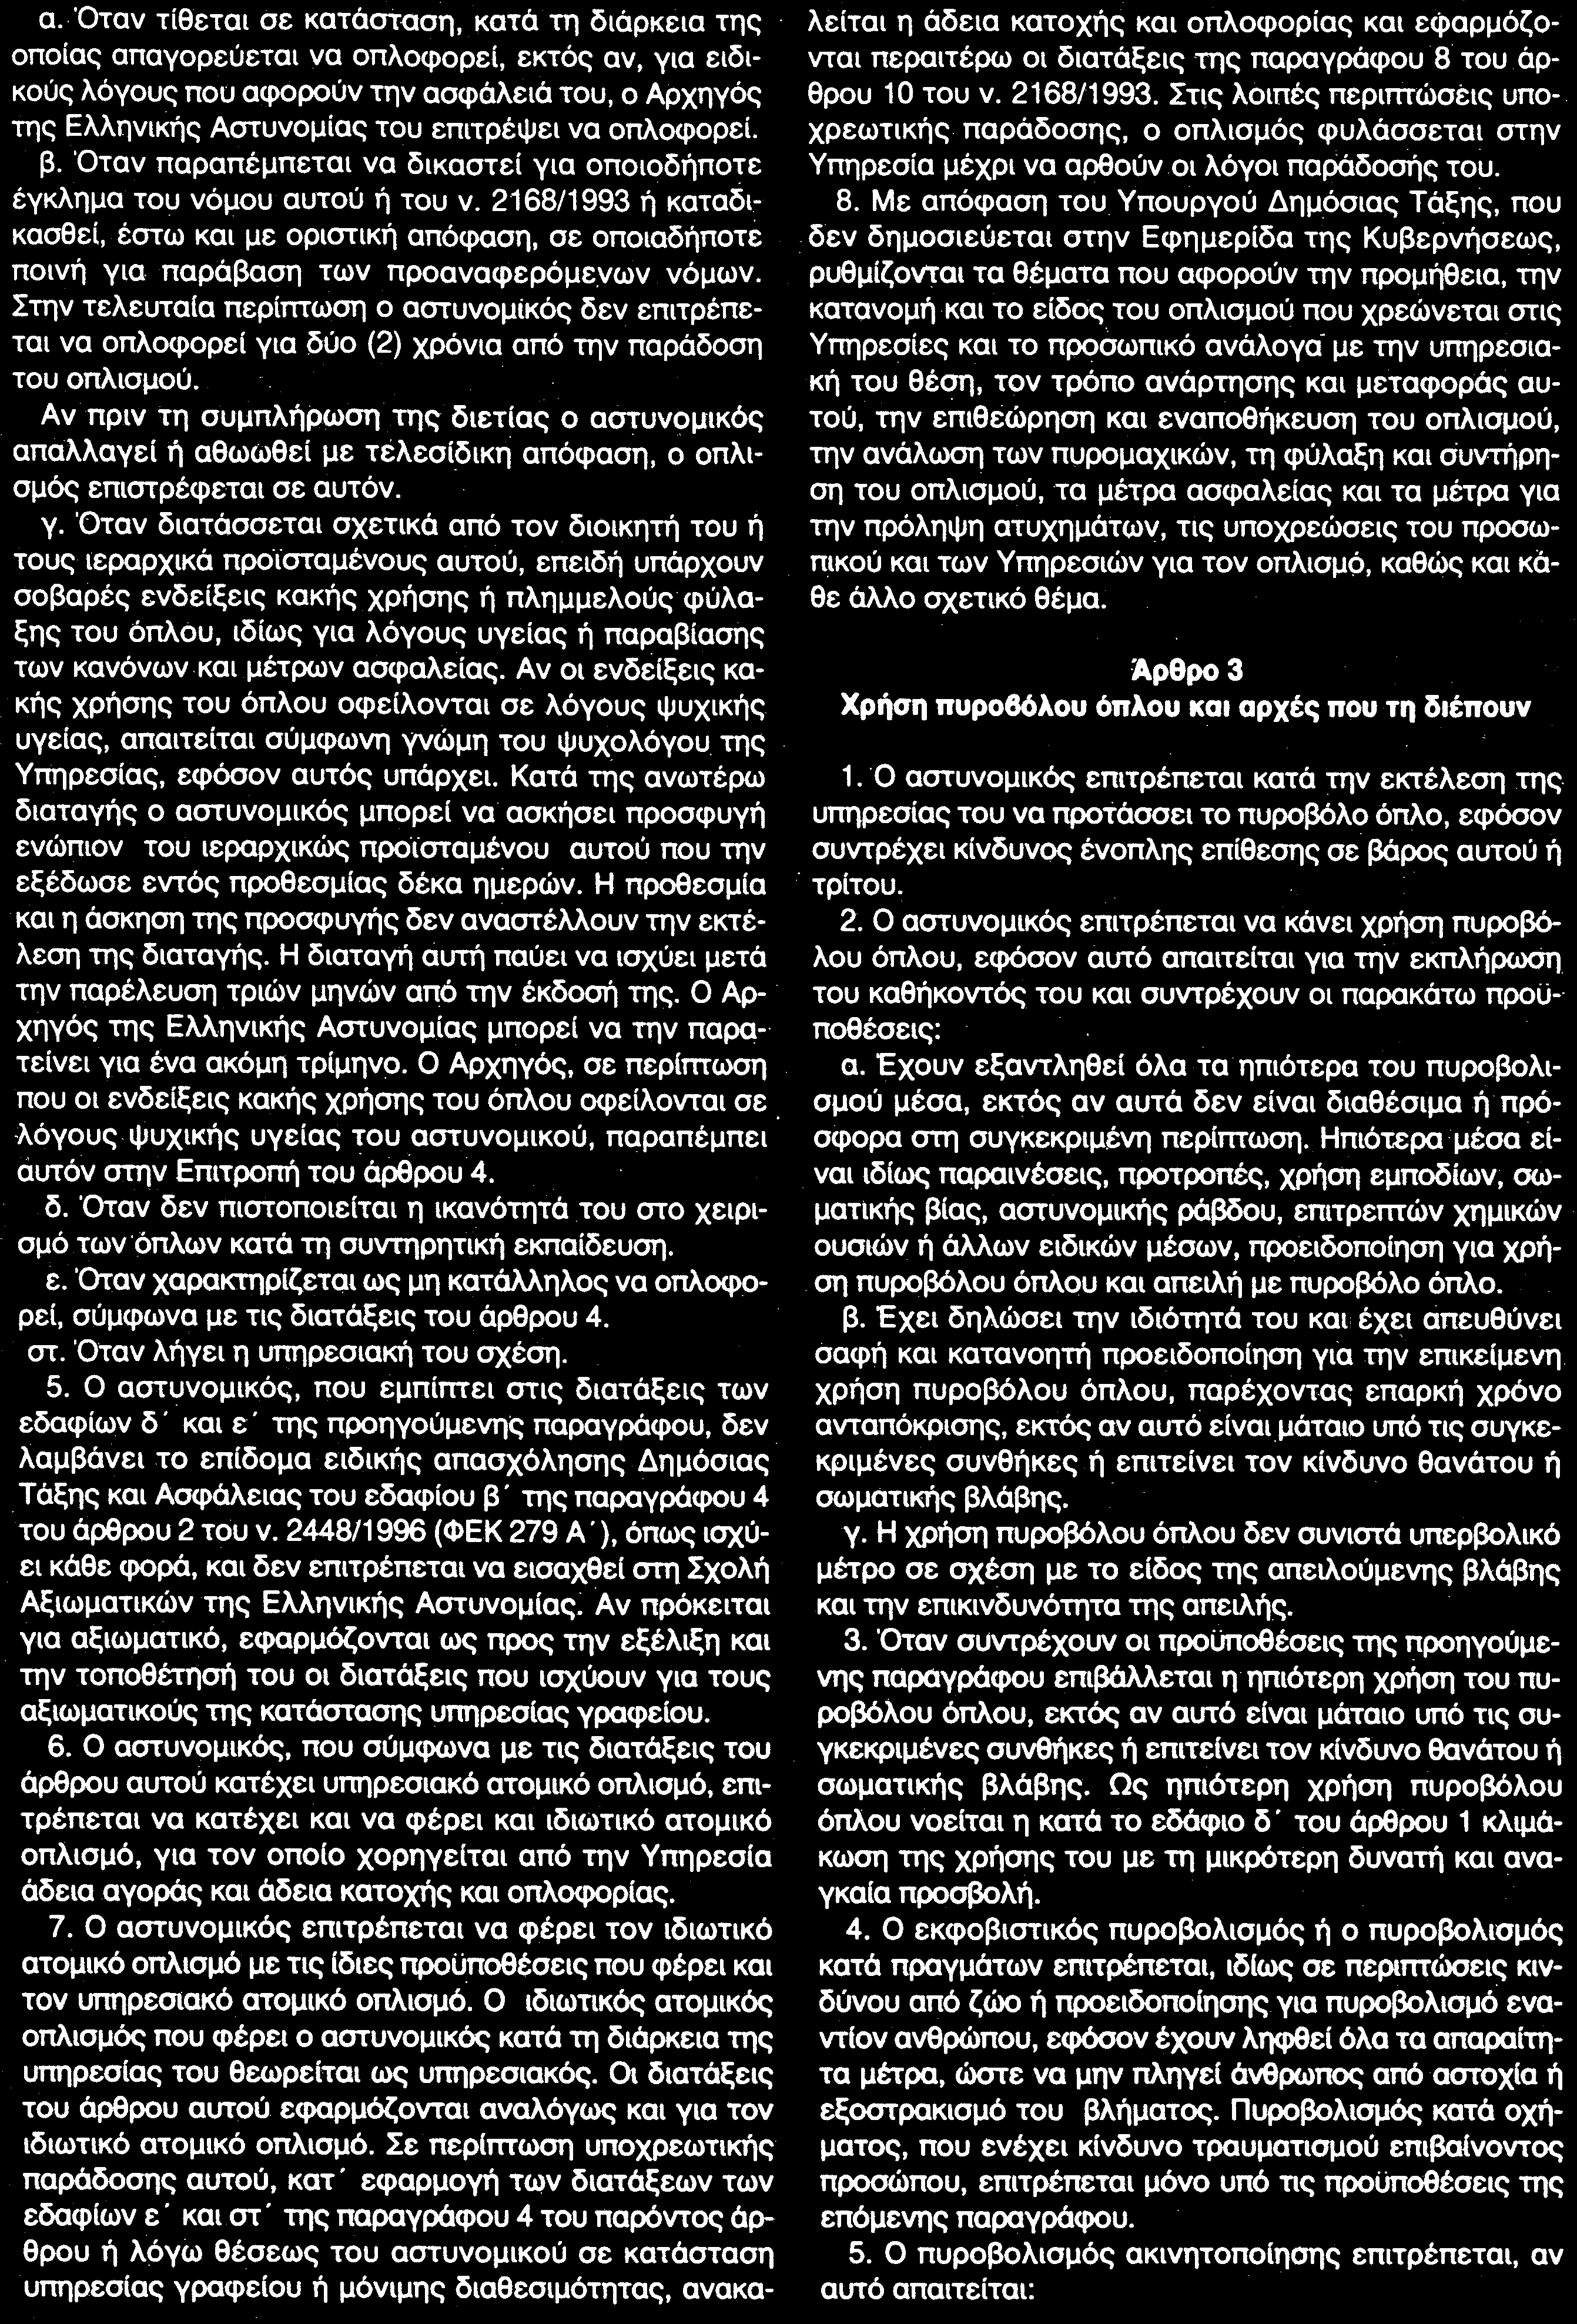 α. Όταν τίθεται σε κατάσταση, κατά τη διάρκεια της
οποίας απαγορεύεται να οπλοφορεί, εκτός αν, για ειδι-
κούς λόγους που αφορούν την ασφάλειά του, ο Αρχηγός
της Ελληνικής Αστυνομίας του επιτρέψει να οπλοφορεί.
β. Όταν παραπέμπεται να δικαστεί για οποιοδήποτε
έγκλημα του νόμου αυτού ή του ν. 2168/1993 ή καταδι-
κασθεί, έστω και με οριστική απόφαση, σε οποιαδήποτε
ποινή για παράβαση των προαναφερόμενων νόμων.
Στην τελευταία περίπτωση ο αστυνομικός δεν επιτρέπε-
ται να οπλοφορεί για δύο (2) χρόνια από την παράδοση
του οπλισμού.
Αν πριν τη συμπλήρωση της διετίας ο αστυνομικός
απαλλαγεί ή αθωωθεί με τελεσίδικη απόφαση, ο οπλι-
σμός επιστρέφεται σε αυτόν.
γ. Όταν διατάσσεται σχετικά από τον διοικητή του ή
τους ιεραρχικά προϊσταμένους αυτού, επειδή υπάρχουν
σοβαρές ενδείξεις κακής χρήσης ή πλημμελούς φύλα-
ξης του όπλου, ιδίως για λόγους υγείας ή παραβίασης
των κανόνων και μέτρων ασφαλείας. Αν οι ενδείξεις κα-
κής χρήσης του όπλου οφείλονται σε λόγους ψυχικής
υγείας, απαιτείται σύμφωνη γνώμη του ψυχολόγου της
Υπηρεσίας, εφόσον αυτός υπάρχει. Κατά της ανωτέρω
διαταγής ο αστυνομικός μπορεί να ασκήσει προσφυγή
ενώπιον του ιεραρχικώς προϊσταμένου αυτού που την
εξέδωσε εντός προθεσμίας δέκα ημερών. Η προθεσμία
και η άσκηση της προσφυγής δεν αναστέλλουν την εκτέ-
λεση της διαταγής. Η διαταγή αυτή παύει να ισχύει μετά
την παρέλευση τριών μηνών από την έκδοσή της. Ο Αρ-
χηγός της Ελληνικής Αστυνομίας μπορεί να την παρα-
τείνει για ένα ακόμη τρίμηνο. Ο Αρχηγός, σε περίπτωση
που οι ενδείξεις κακής χρήσης του όπλου οφείλονται σε
λόγους ψυχικής υγείας του αστυνομικού, παραπέμπει
αυτόν στην Επιτροπή του άρθρου 4.
δ. Όταν δεν πιστοποιείται η ικανότητά του στο χειρι-
σμό των όπλων κατά τη συντηρητική εκπαίδευση.
ε. Όταν χαρακτηρίζεται ως μη κατάλληλος να οπλοφο-
ρεί, σύμφωνα με τις διατάξεις του άρθρου 4.
στ. Όταν λήγει η υπηρεσιακή του σχέση.
5. Ο αστυνομικός, που εμπίπτει στις διατάξεις των
εδαφίων δ΄ και ε΄ της προηγούμενης παραγράφου, δεν
λαμβάνει το επίδομα ειδικής απασχόλησης Δημόσιας
Τάξης και Ασφάλειας του εδαφίου β΄ της παραγράφου 4
του άρθρου 2 του ν. 2448/1996 (ΦΕΚ 279 Α΄), όπως ισχύ-
ει κάθε φορά, και δεν επιτρέπεται να εισαχθεί στη Σχολή
Αξιωματικών της Ελληνικής Αστυνομίας. Αν πρόκειται
για αξιωματικό, εφαρμόζονται ως προς την εξέλιξη και
την τοποθέτησή του οι διατάξεις που ισχύουν για τους
αξιωματικούς της κατάστασης υπηρεσίας γραφείου.
6. Ο αστυνομικός, που σύμφωνα με τις διατάξεις του
άρθρου αυτού κατέχει υπηρεσιακό ατομικό οπλισμό, επι-
τρέπεται να κατέχει και να φέρει και ιδιωτικό ατομικό
οπλισμό, για τον οποίο χορηγείται από την Υπηρεσία
άδεια αγοράς και άδεια κατοχής και οπλοφορίας.
7. Ο αστυνομικός επιτρέπεται να φέρει τον ιδιωτικό
ατομικό οπλισμό με τις ίδιες προϋποθέσεις που φέρει και
τον υπηρεσιακό ατομικό οπλισμό. Ο ιδιωτικός ατομικός
οπλισμός που φέρει ο αστυνομικός κατά τη διάρκεια της
υπηρεσίας του θεωρείται ως υπηρεσιακός. Οι διατάξεις
του άρθρου αυτού εφαρμόζονται αναλόγως και για τον
ιδιωτικό ατομικό οπλισμό. Σε περίπτωση υποχρεωτικής
παράδοσης αυτού, κατ΄ εφαρμογή των διατάξεων των
εδαφίων ε΄ και στ΄ της παραγράφου 4 του παρόντος άρ-
θρου ή λόγω θέσεως του αστυνομικού σε κατάσταση
υπηρεσίας γραφείου ή μόνιμης διαθεσιμότητας, ανακα-
λείται η άδεια κατοχής και οπλοφορίας και εφαρμόζο-
νται περαιτέρω οι διατάξεις της παραγράφου 8 του άρ-
θρου 10 του ν. 2168/1993. Στις λοιπές περιπτώσεις υπο-
χρεωτικής παράδοσης, ο οπλισμός φυλάσσεται στην
Υπηρεσία μέχρι να αρθούν οι λόγοι παράδοσής του.
8. Με απόφαση του Υπουργού Δημόσιας Τάξης, που
δεν δημοσιεύεται στην Εφημερίδα της Κυβερνήσεως,
ρυθμίζονται τα θέματα που αφορούν την προμήθεια, την
κατανομή και το είδος του οπλισμού που χρεώνεται στις
Υπηρεσίες και το προσωπικό ανάλογα με την υπηρεσια-
κή του θέση, τον τρόπο ανάρτησης και μεταφοράς αυ-
τού, την επιθεώρηση και εναποθήκευση του οπλισμού,
την ανάλωση των πυρομαχικών, τη φύλαξη και συντήρη-
ση του οπλισμού, τα μέτρα ασφαλείας και τα μέτρα για
την πρόληψη ατυχημάτων, τις υποχρεώσεις του προσω-
πικού και των Υπηρεσιών για τον οπλισμό, καθώς και κά-
θε άλλο σχετικό θέμα.
Άρθρο 3
Χρήση πυροβόλου όπλου και αρχές που τη διέπουν
1. Ο αστυνομικός επιτρέπεται κατά την εκτέλεση της
υπηρεσίας του να προτάσσει το πυροβόλο όπλο, εφόσον
συντρέχει κίνδυνος ένοπλης επίθεσης σε βάρος αυτού ή
τρίτου.
2. Ο αστυνομικός επιτρέπεται να κάνει χρήση πυροβό-
λου όπλου, εφόσον αυτό απαιτείται για την εκπλήρωση
του καθήκοντός του και συντρέχουν οι παρακάτω προϋ-
ποθέσεις:
α. Έχουν εξαντληθεί όλα τα ηπιότερα του πυροβολι-
σμού μέσα, εκτός αν αυτά δεν είναι διαθέσιμα ή πρό-
σφορα στη συγκεκριμένη περίπτωση. Ηπιότερα μέσα εί-
ναι ιδίως παραινέσεις, προτροπές, χρήση εμποδίων, σω-
ματικής βίας, αστυνομικής ράβδου, επιτρεπτών χημικών
ουσιών ή άλλων ειδικών μέσων, προειδοποίηση για χρή-
ση πυροβόλου όπλου και απειλή με πυροβόλο όπλο.
β. Έχει δηλώσει την ιδιότητά του και έχει απευθύνει
σαφή και κατανοητή προειδοποίηση για την επικείμενη
χρήση πυροβόλου όπλου, παρέχοντας επαρκή χρόνο
ανταπόκρισης, εκτός αν αυτό είναι μάταιο υπό τις συγκε-
κριμένες συνθήκες ή επιτείνει τον κίνδυνο θανάτου ή
σωματικής βλάβης.
γ. Η χρήση πυροβόλου όπλου δεν συνιστά υπερβολικό
μέτρο σε σχέση με το είδος της απειλούμενης βλάβης
και την επικινδυνότητα της απειλής.
3. Όταν συντρέχουν οι προϋποθέσεις της προηγούμε-
νης παραγράφου επιβάλλεται η ηπιότερη χρήση του πυ-
ροβόλου όπλου, εκτός αν αυτό είναι μάταιο υπό τις συ-
γκεκριμένες συνθήκες ή επιτείνει τον κίνδυνο θανάτου ή
σωματικής βλάβης. Ως ηπιότερη χρήση πυροβόλου
όπλου νοείται η κατά το εδάφιο δ΄ του άρθρου 1 κλιμά-
κωση της χρήσης του με τη μικρότερη δυνατή και ανα-
γκαία προσβολή.
4. Ο εκφοβιστικός πυροβολισμός ή ο πυροβολισμός
κατά πραγμάτων επιτρέπεται, ιδίως σε περιπτώσεις κιν-
δύνου από ζώο ή προειδοποίησης για πυροβολισμό ενα-
ντίον ανθρώπου, εφόσον έχουν ληφθεί όλα τα απαραίτη-
τα μέτρα, ώστε να μην πληγεί άνθρωπος από αστοχία ή
εξοστρακισμό του βλήματος. Πυροβολισμός κατά οχή-
ματος, που ενέχει κίνδυνο τραυματισμού επιβαίνοντος
προσώπου, επιτρέπεται μόνο υπό τις προϋποθέσεις της
επόμενης παραγράφου.
5. Ο πυροβολισμός ακινητοποίησης επιτρέπεται, αν
αυτό απαιτείται: